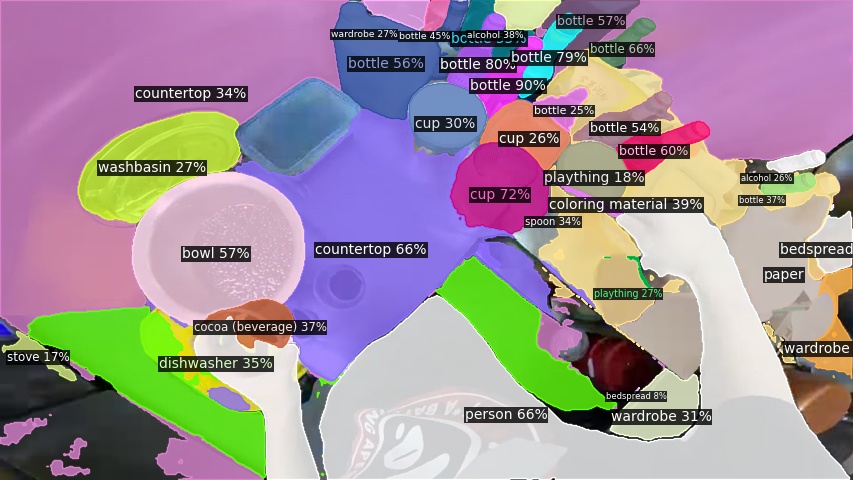 bottle 57%
wardrobe 27%
bottle 45%
alcohol 38%
bottle 66%
bottle 56%
bottle 80%
bottle 79%
bottle 90%
countertop 34%
bottle 25%
cup 30%
cup 26%
bottle 54%
bottle 60%
washbasin 27%
plaything 18%
alcohol 26%
cup 72%
coloring material 39%
bottle 37%
spoon 34%
bowl 57%
countertop 66%
bedspread
paper
plaything 27%
cocoa (beverage) 37%
stove 17%
dishwasher 35%
wardrobe
bedspread 8%
person 66%
wardrobe 31%